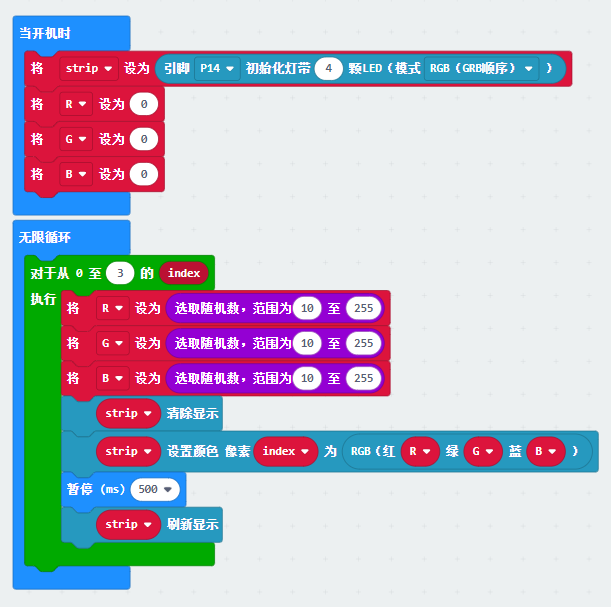 当开机时
将 strip 设为 引脚 P14 初始化灯带 4 颗LED（模式 RGB（GRB顺序） ）
将 R 设为 0
将 G 设为 0
将 B 设为 0
无限循环
对于从 0 至 3 的 index
执行
将 R 设为 选取随机数，范围为 10 至 255
将 G 设为 选取随机数，范围为 10 至 255
将 B 设为 选取随机数，范围为 10 至 255
strip 清除显示
strip 设置颜色 像素 index 为 RGB（红 R 绿 G 蓝 B ）
暂停（ms） 500
strip 刷新显示